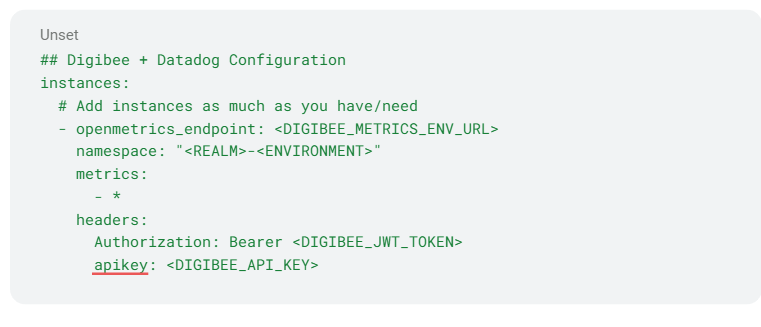 Unset
## Digibee + Datadog Configuration
instances:
  # Add instances as much as you have/need
  - openmetrics_endpoint: <DIGIBEE_METRICS_ENV_URL>
    namespace: "<REALM>-<ENVIRONMENT>"
    metrics:
      - *
    headers:
      Authorization: Bearer <DIGIBEE_JWT_TOKEN>
      apikey: <DIGIBEE_API_KEY>